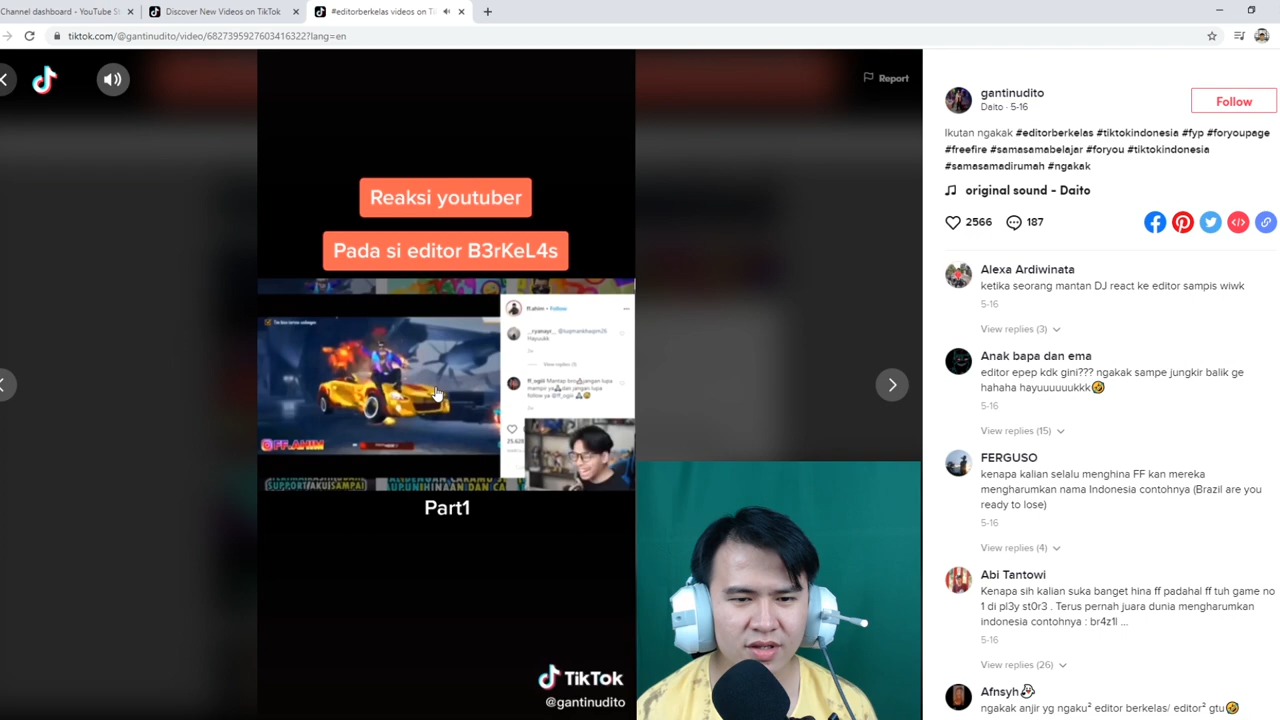 Channel dashboard - YouTube S
Discover New Videos on TikTok
#editorberkelas videos on Ti
tiktok.com/@gantinudito/video/6827395927603416322?lang=en
Report
Reaksi youtuber
Pada si editor B3rKeL4s
ff.ahim • Follow
Hayuukk
FF.AHIM
Part1
TikTok
@gantinudito
gantinudito
Daito · 5-16
Follow
Ikutan ngakak #editorberkelas #tiktokindonesia #fyp #foryoupage
#freefire #samasamabelajar #foryou #tiktokindonesia
#samasamadirumah #ngakak
original sound - Daito
2566
187
Alexa Ardiwinata
ketika seorang mantan DJ react ke editor sampis wiwk
5-16
View replies (3)
Anak bapa dan ema
editor epep kdk gini??? ngakak sampe jungkir balik ge
hahaha hayuuuuuukkk🤣
5-16
View replies (15)
FERGUSO
kenapa kalian selalu menghina FF kan mereka
mengharumkan nama Indonesia contohnya (Brazil are you
ready to lose)
5-16
View replies (4)
Abi Tantowi
Kenapa sih kalian suka banget hina ff padahal ff tuh game no
1 di pl3y st0r3 . Terus pernah juara dunia mengharumkan
indonesia contohnya : br4z1l ...
5-16
View replies (26)
Afnsyh👻
ngakak anjir yg ngaku² editor berkelas/ editor² gtu🤣